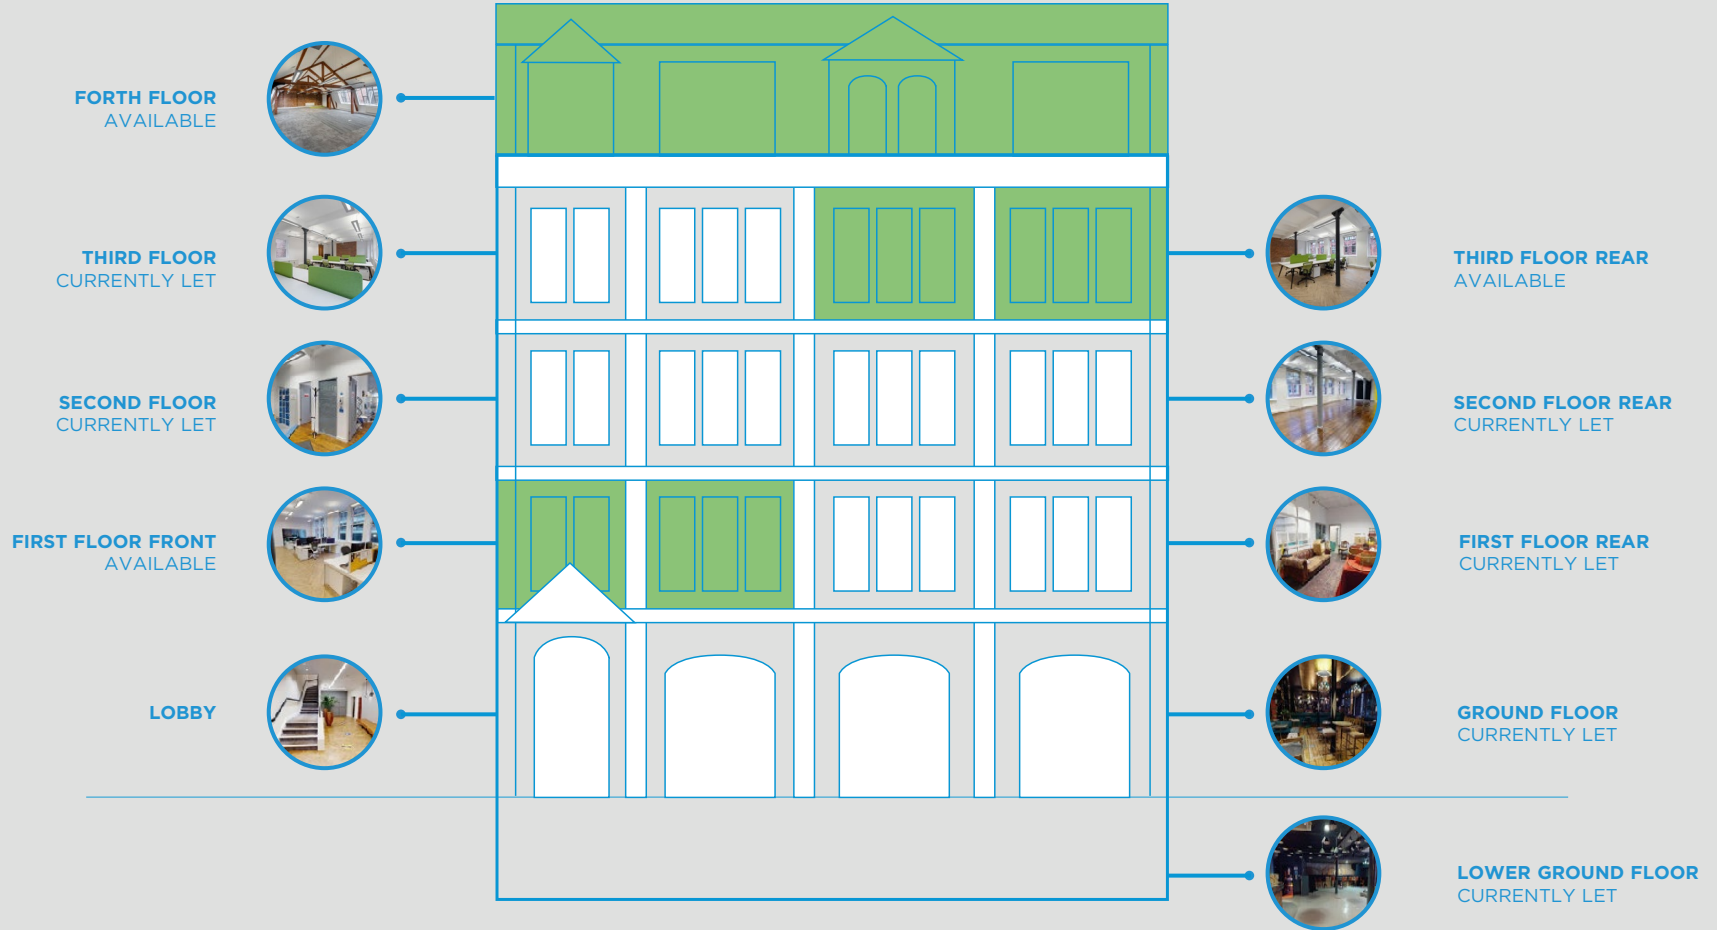 FORTH FLOOR
AVAILABLE
THIRD FLOOR
CURRENTLY LET
THIRD FLOOR REAR
AVAILABLE
SECOND FLOOR
CURRENTLY LET
SECOND FLOOR REAR
CURRENTLY LET
FIRST FLOOR FRONT
AVAILABLE
FIRST FLOOR REAR
CURRENTLY LET
LOBBY
GROUND FLOOR
CURRENTLY LET
LOWER GROUND FLOOR
CURRENTLY LET